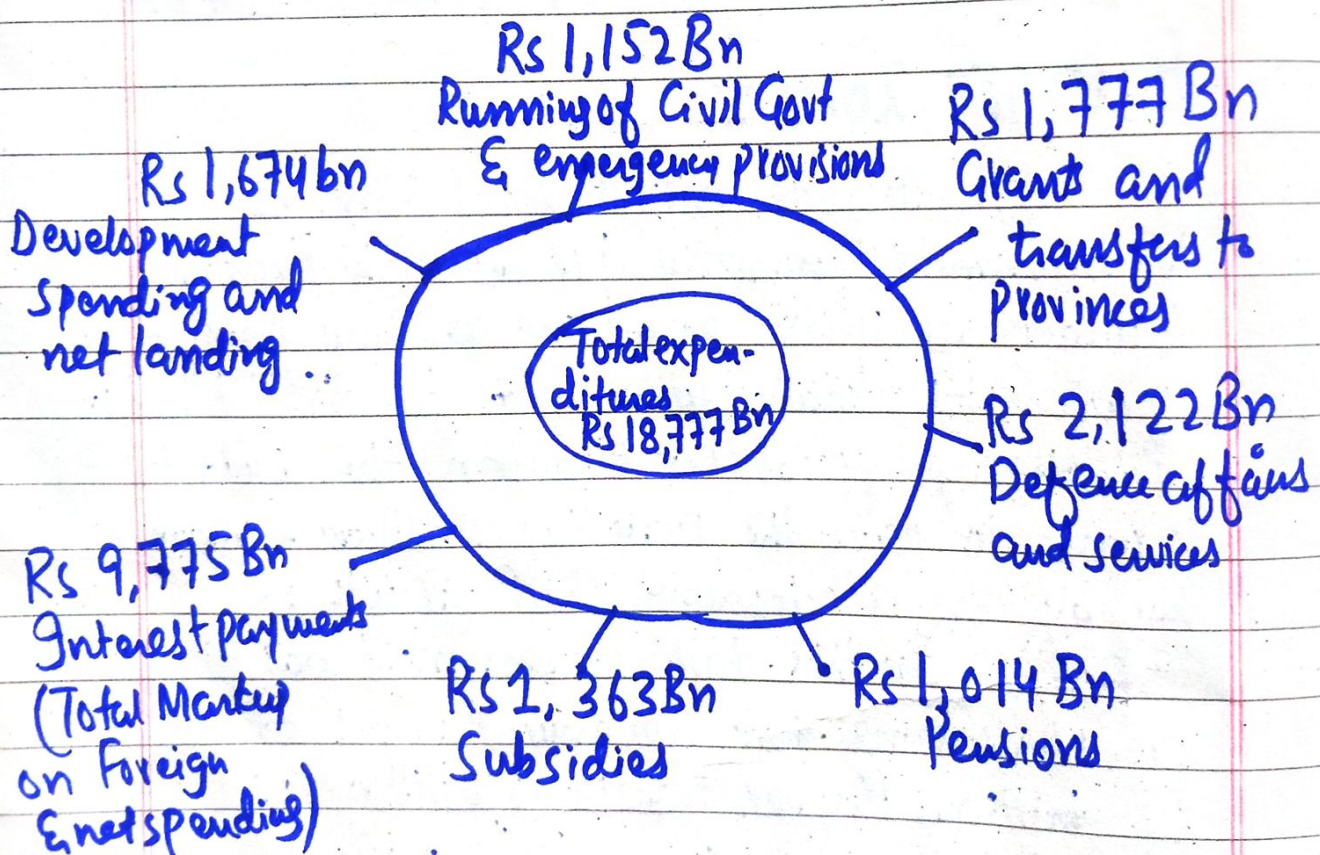 Rs 1,152 Bn
Running of Civil Govt
& emergency provisions
Rs 1,777 Bn
Grants and
transfers to
provinces
Rs 1,674 bn
Development
spending and
net landing
Total expen-
ditures
Rs 18,777 Bn
Rs 2,122 Bn
Defence affairs
and services
Rs 9,775 Bn
Interest payments
(Total Markup
on Foreign
& net spending)
Rs 1,363 Bn
Subsidies
Rs 1,014 Bn
Pensions